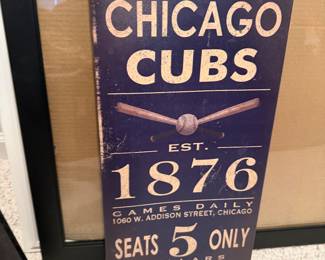 CHICAGO
CUBS
EST.
1876
GAMES DAILY
1060 W. ADDISON STREET, CHICAGO
SEATS 5 ONLY